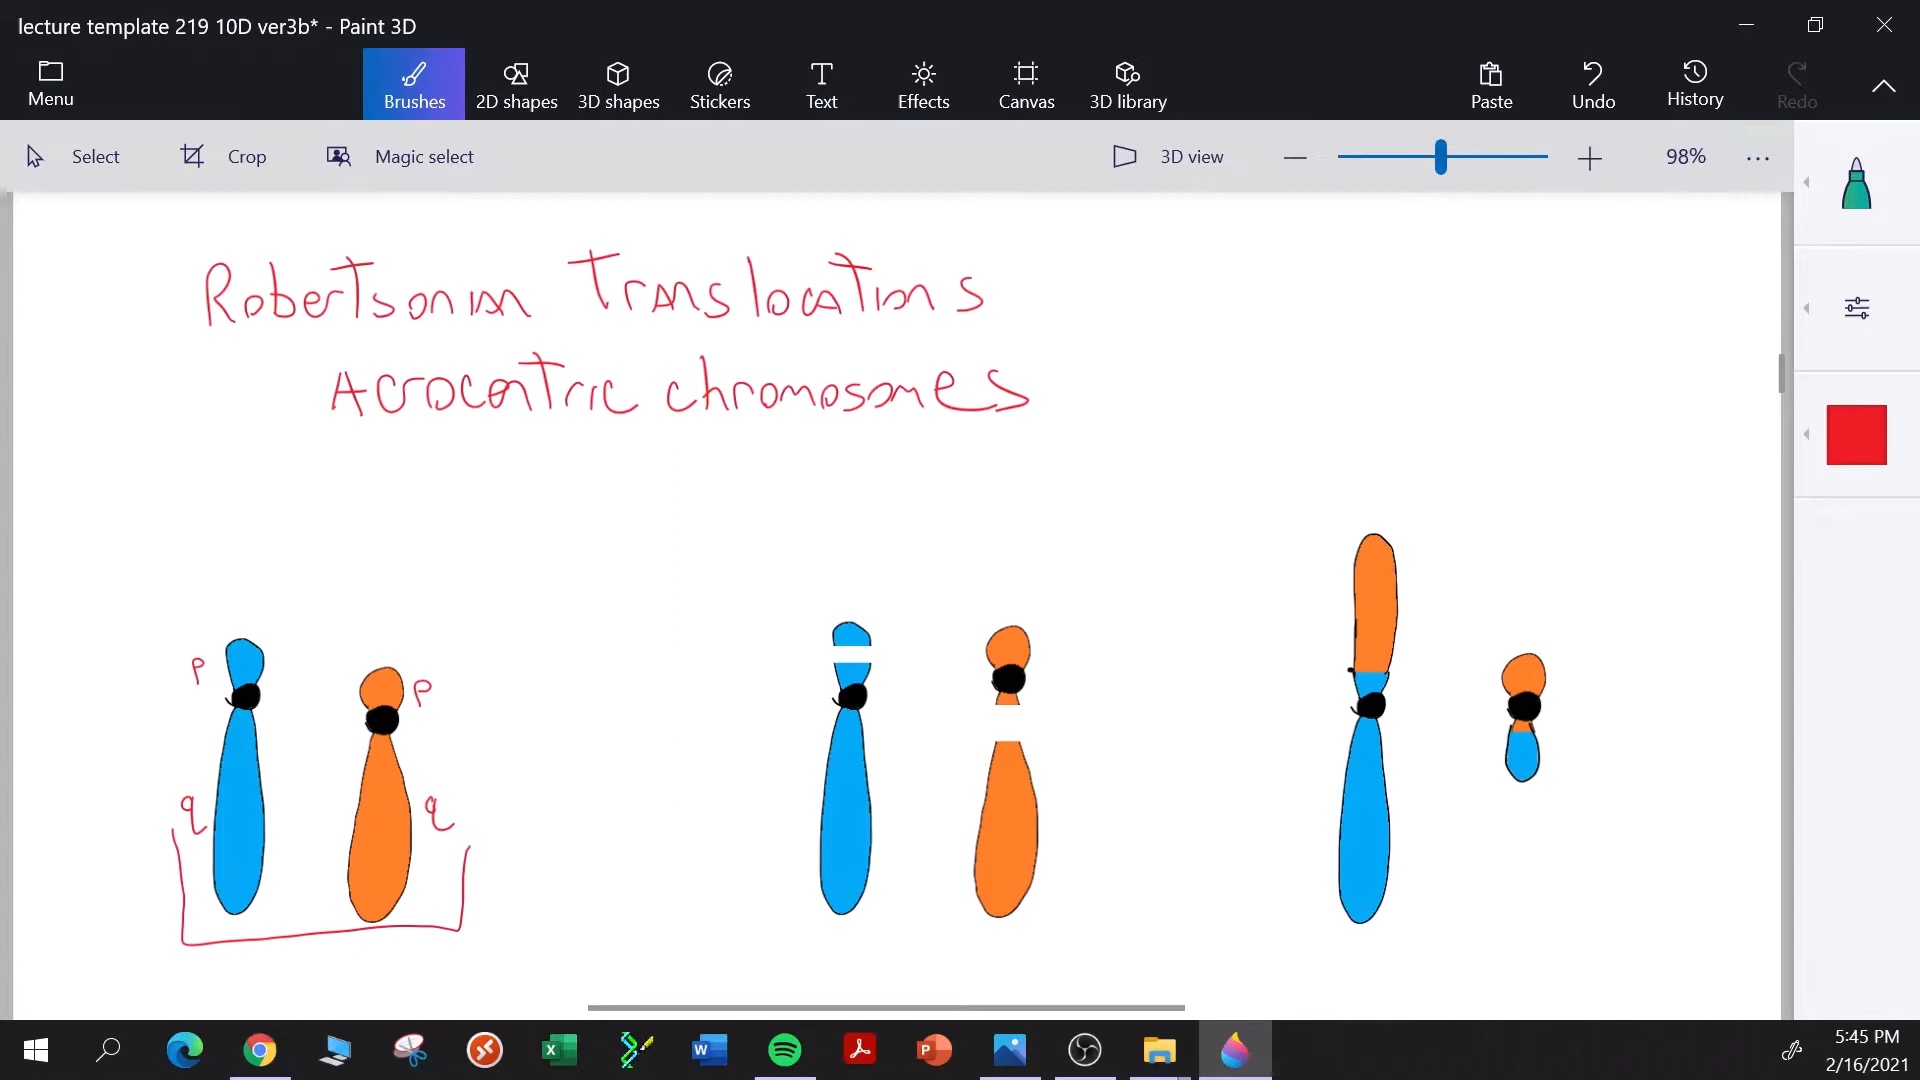 lecture template 219 10D ver3b* - Paint 3D
Menu
Brushes
2D shapes
3D shapes
Stickers
Text
Effects
Canvas
3D library
Paste
Undo
History
Redo
Select
Crop
Magic select
3D view
98%
Robertsonian Translocations
Acrocentric chromosomes
p
p
q
q
5:45 PM
2/16/2021